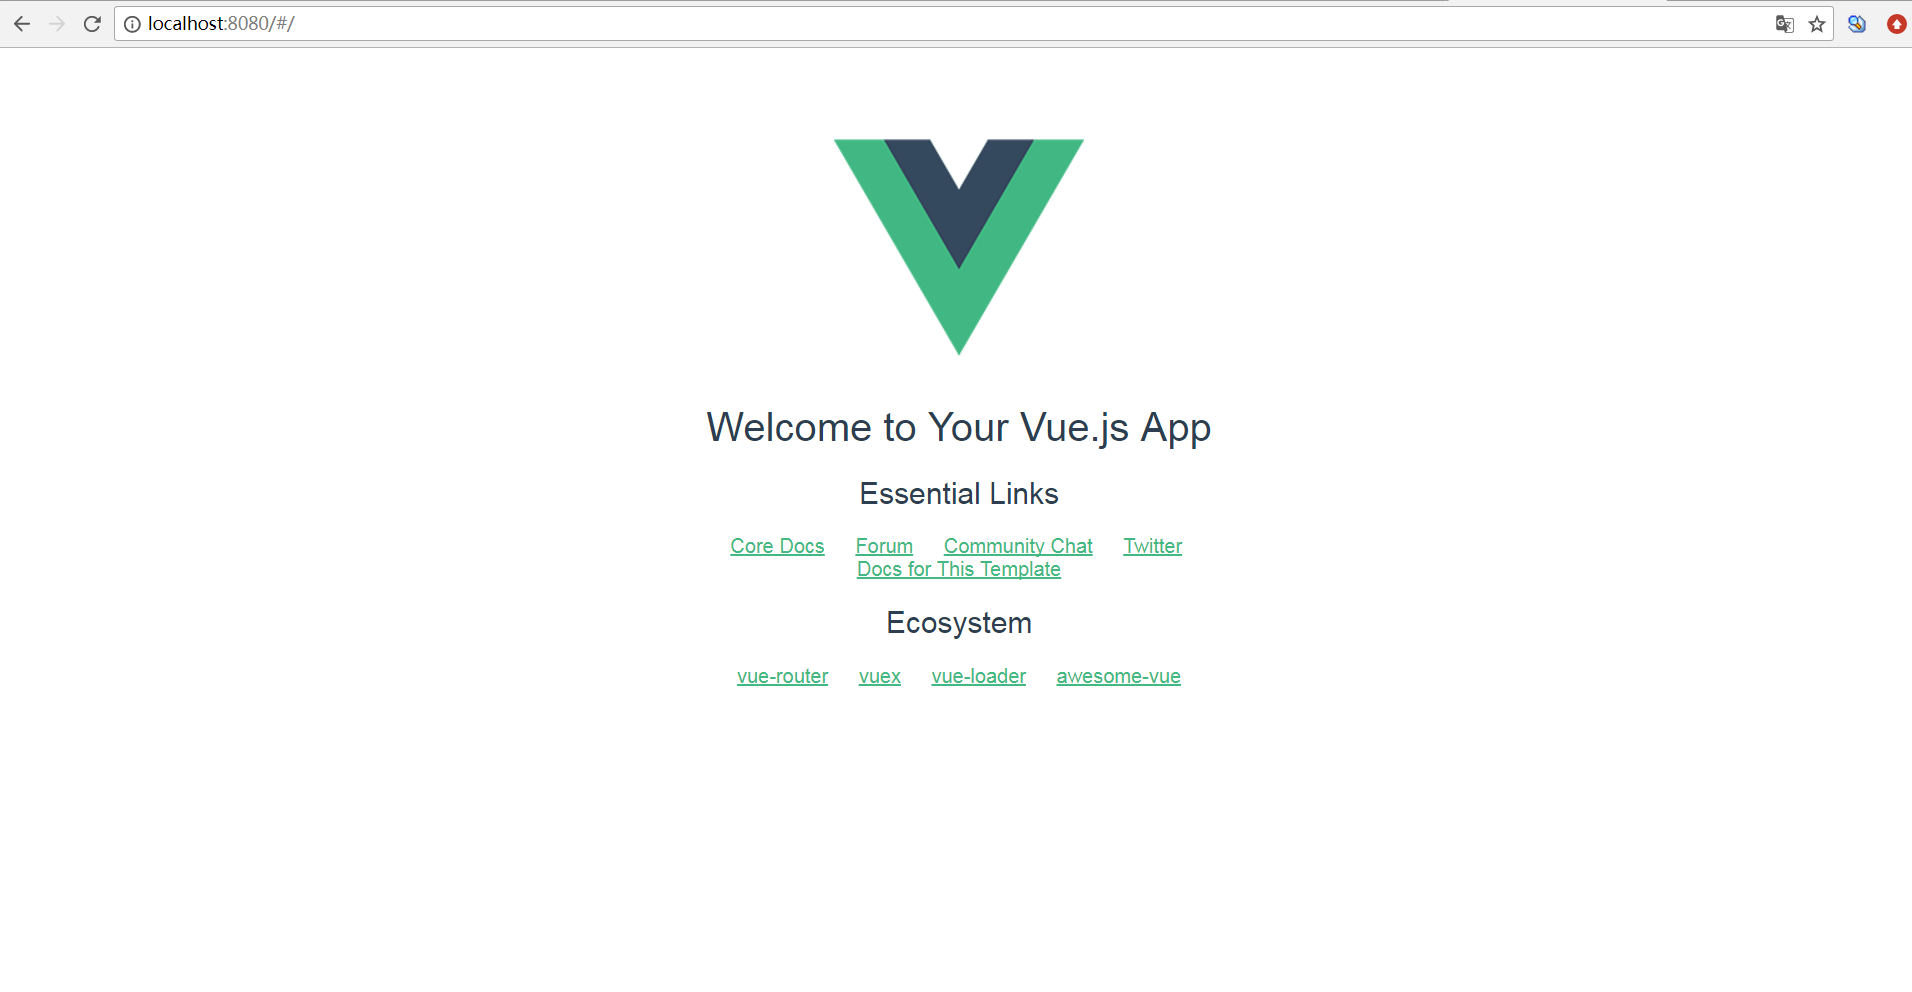 localhost:8080/#/
Welcome to Your Vue.js App
Essential Links
Core Docs Forum Community Chat Twitter
Docs for This Template
Ecosystem
vue-router vuex vue-loader awesome-vue